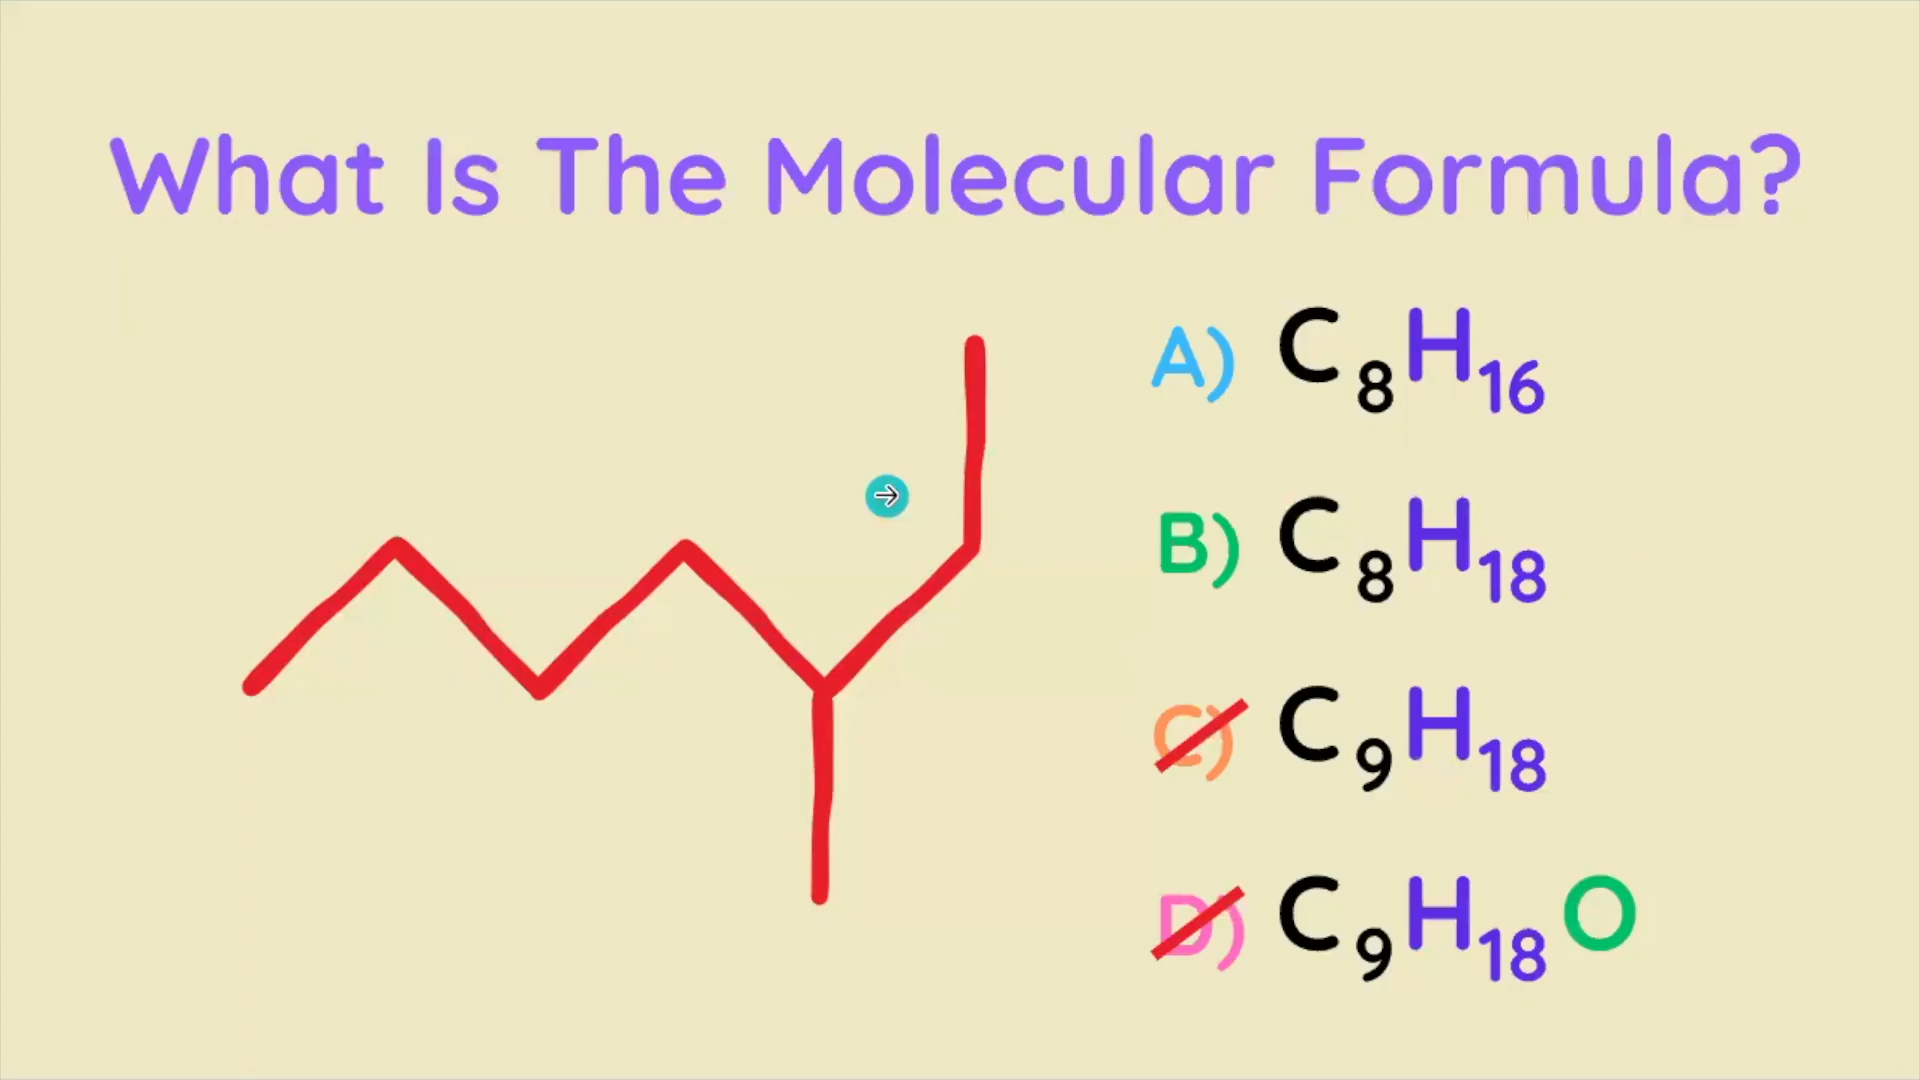 What Is The Molecular Formula?
A) C8H16
B) C8H18
C) C9H18
D) C9H18O